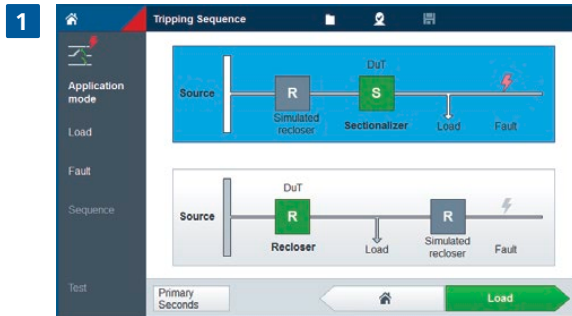 1
Tripping Sequence
Application
mode
Load
Fault
Sequence
Test
DuT
Source
R
S
Simulated
recloser
Sectionalizer
Load
Fault
DuT
Source
R
R
Recloser
Load
Simulated
recloser
Fault
Primary
Seconds
Load